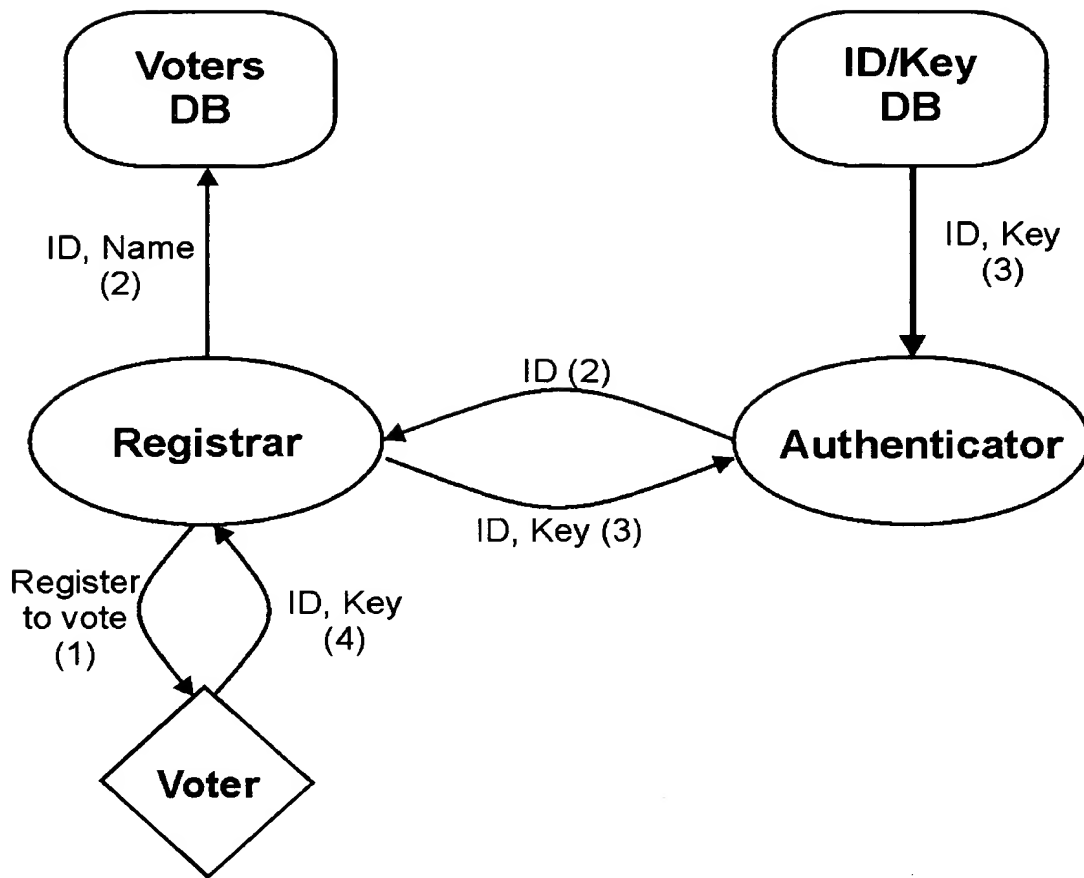 Voters
DB
ID/Key
DB
ID, Name
(2)
ID, Key
(3)
ID (2)
Registrar
Authenticator
ID, Key (3)
Register
to vote
(1)
ID, Key
(4)
Voter